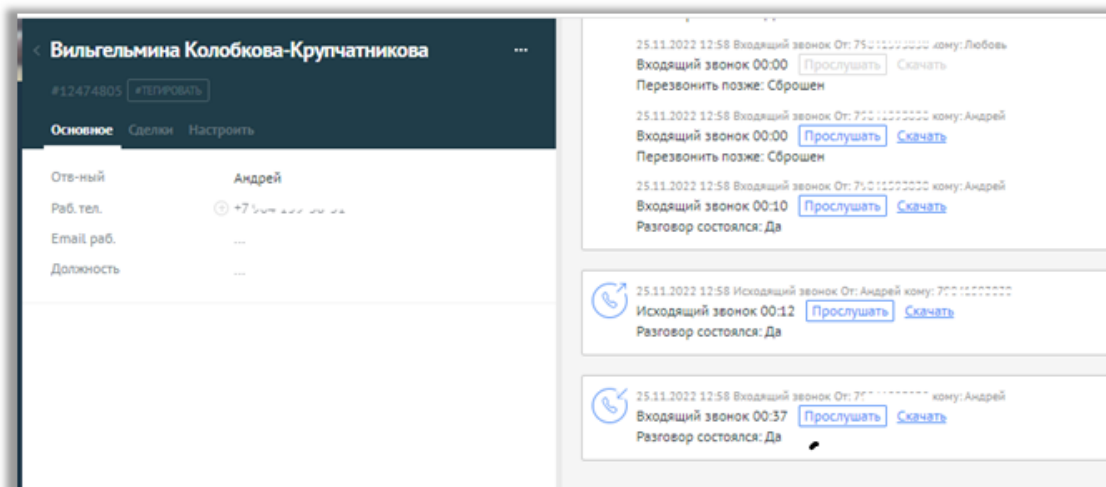 Вильгельмина Колобкова-Крупчатникова
#12474805 #ТЕГИРОВАТЬ
Основное Сделки Настроить
Отв-ный Андрей
Раб. тел. +7
Email раб. ...
Должность ...
25.11.2022 12:58 Входящий звонок От: кому: Любовь
Входящий звонок 00:00 Прослушать Скачать
Перезвонить позже: Сброшен
25.11.2022 12:58 Входящий звонок От: кому: Андрей
Входящий звонок 00:00 Прослушать Скачать
Перезвонить позже: Сброшен
25.11.2022 12:58 Входящий звонок От: кому: Андрей
Входящий звонок 00:10 Прослушать Скачать
Разговор состоялся: Да
25.11.2022 12:58 Исходящий звонок От: Андрей кому:
Исходящий звонок 00:12 Прослушать Скачать
Разговор состоялся: Да
25.11.2022 12:58 Входящий звонок От: кому: Андрей
Входящий звонок 00:37 Прослушать Скачать
Разговор состоялся: Да